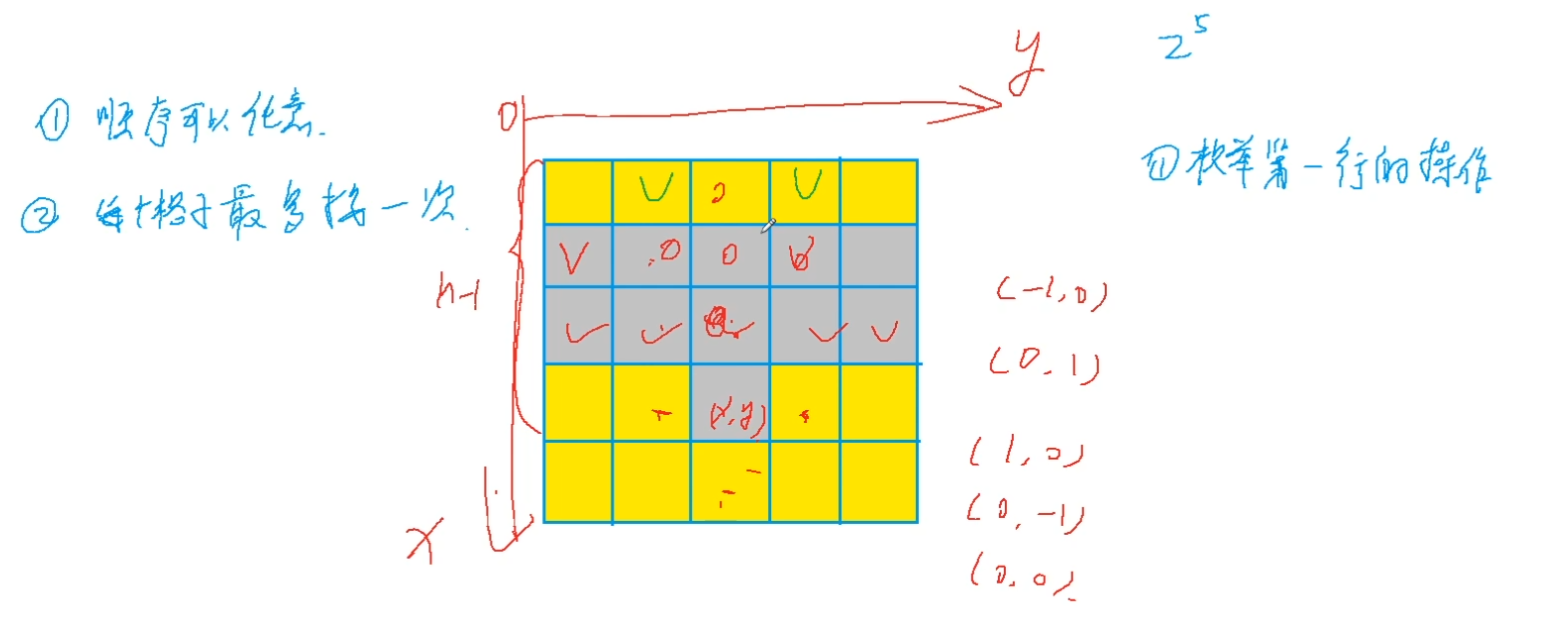 ① 顺序可以任意.
② 每个格子最多按一次.
2^5
① 枚举第一行的操作
0
y
n-1
x
0
0 0
(x,y)
(-1,0)
(0,1)
(1,0)
(0,-1)
(0,0)